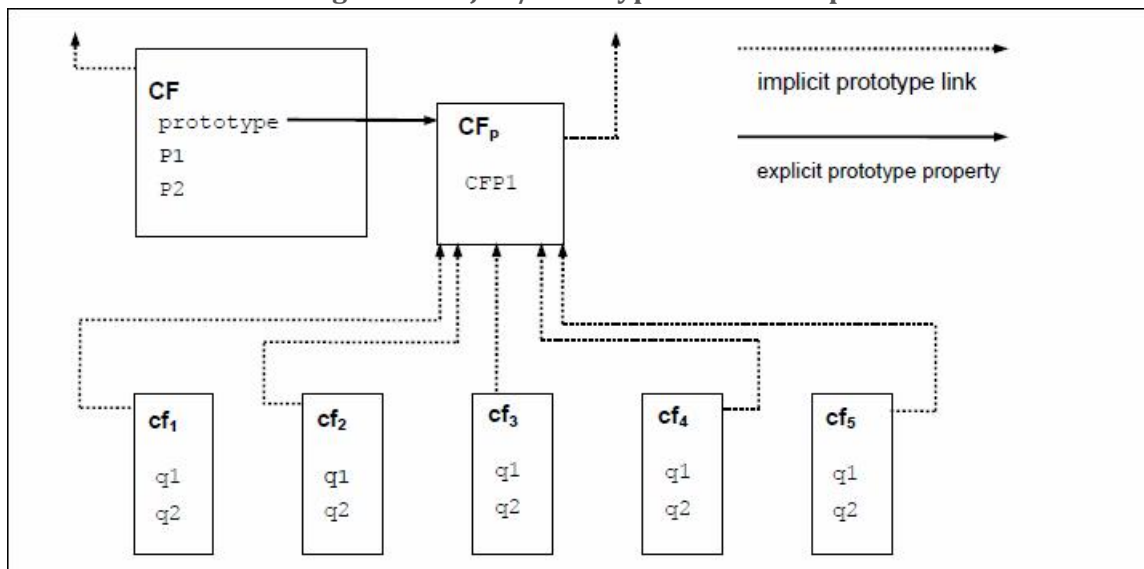 CF
prototype
P1
P2
CFp
CFP1
implicit prototype link
explicit prototype property
cf1
q1
q2
cf2
q1
q2
cf3
q1
q2
cf4
q1
q2
cf5
q1
q2